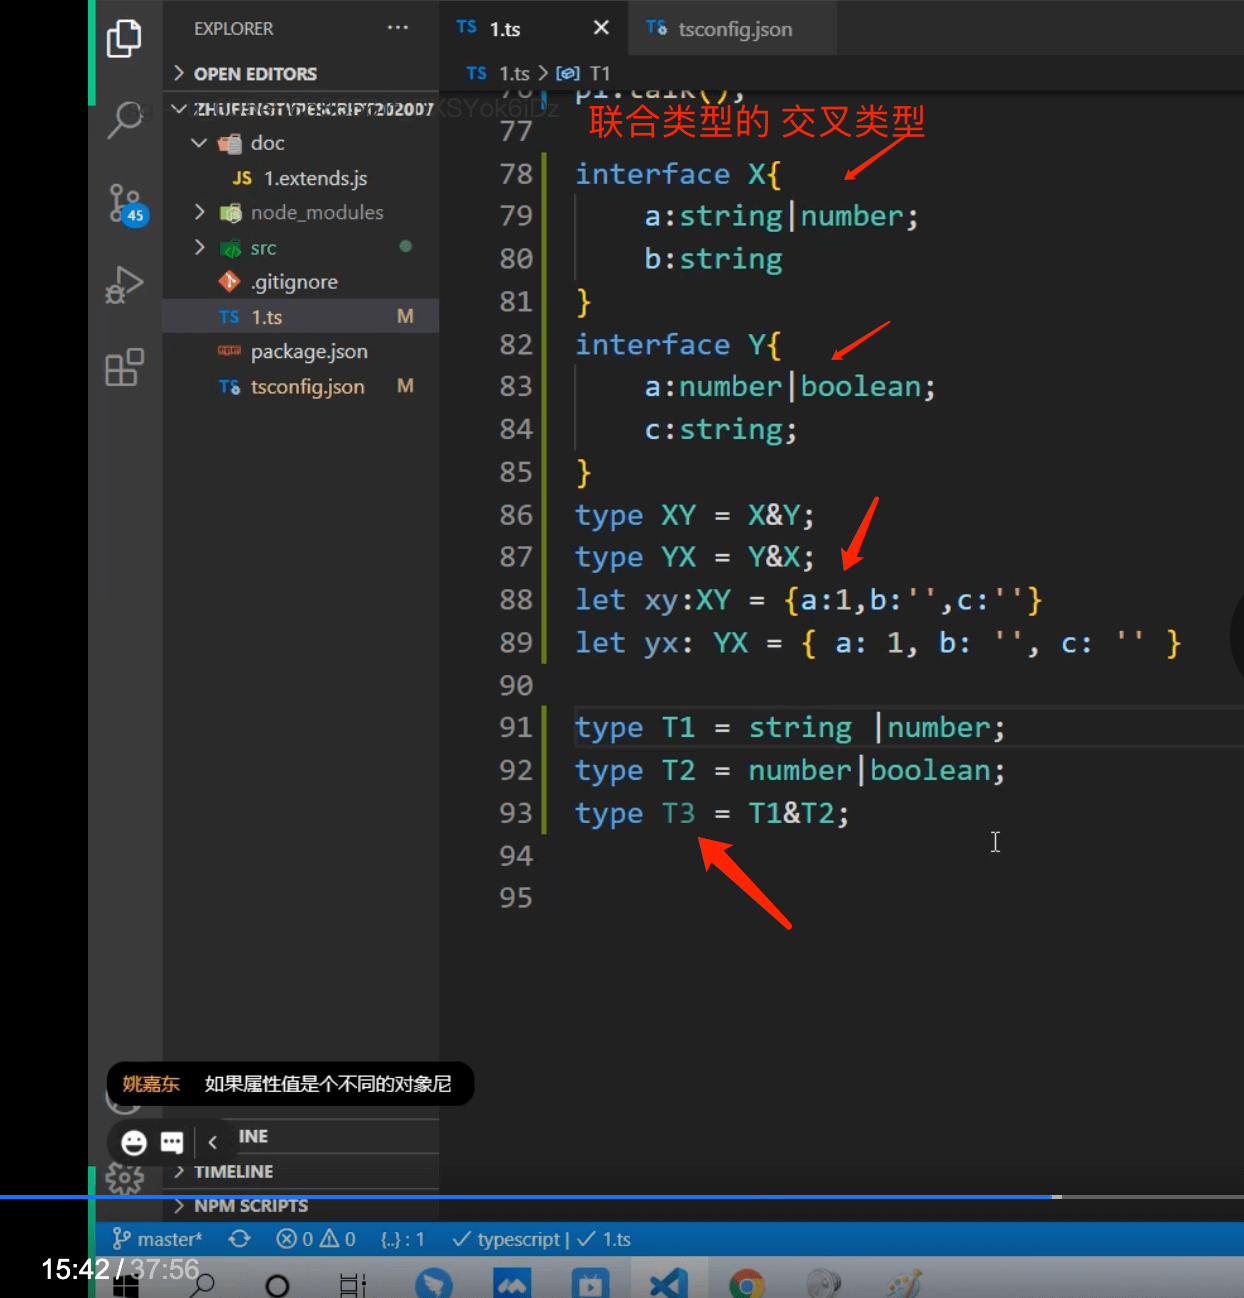 EXPLORER
OPEN EDITORS
doc
JS 1.extends.js
node_modules
src
.gitignore
TS 1.ts M
package.json
TS tsconfig.json M
45
INE
TIMELINE
NPM SCRIPTS
TS 1.ts
TS tsconfig.json
TS 1.ts > T1
76 p1.talk();
联合类型的 交叉类型
77
78 interface X{
79 a:string|number;
80 b:string
81 }
82 interface Y{
83 a:number|boolean;
84 c:string;
85 }
86 type XY = X&Y;
87 type YX = Y&X;
88 let xy:XY = {a:1,b:'',c:''}
89 let yx: YX = { a: 1, b: '', c: '' }
90
91 type T1 = string |number;
92 type T2 = number|boolean;
93 type T3 = T1&T2;
94
95
姚嘉东 如果属性值是个不同的对象尼
master* 0 0 {..} : 1 typescript | 1.ts
15:42 / 37:56